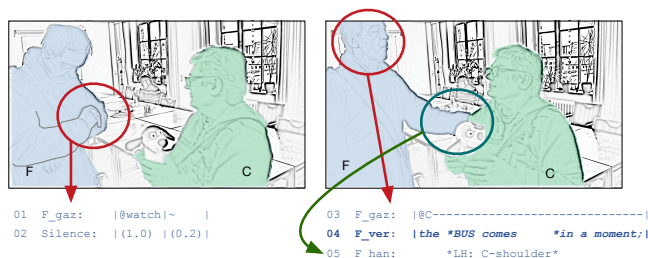 F
C
01  F_gaz:  |@watch|~    |
02  Silence:  |(1.0) |(0.2)|
F
C
03  F_gaz:  |@C------------------------------|
04  F_ver:  |the *BUS comes     *in a moment;|
05  F han:      *LH: C-shoulder*